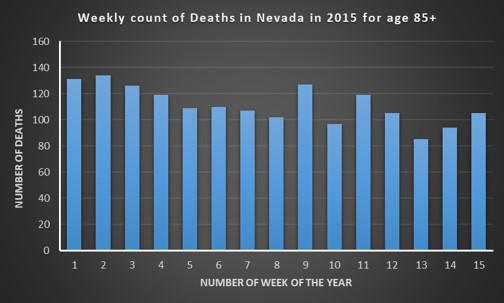 Weekly count of Deaths in Nevada in 2015 for age 85+
160
140
120
100
80
60
40
20
0
NUMBER OF DEATHS
1 2 3 4 5 6 7 8 9 10 11 12 13 14 15
NUMBER OF WEEK OF THE YEAR